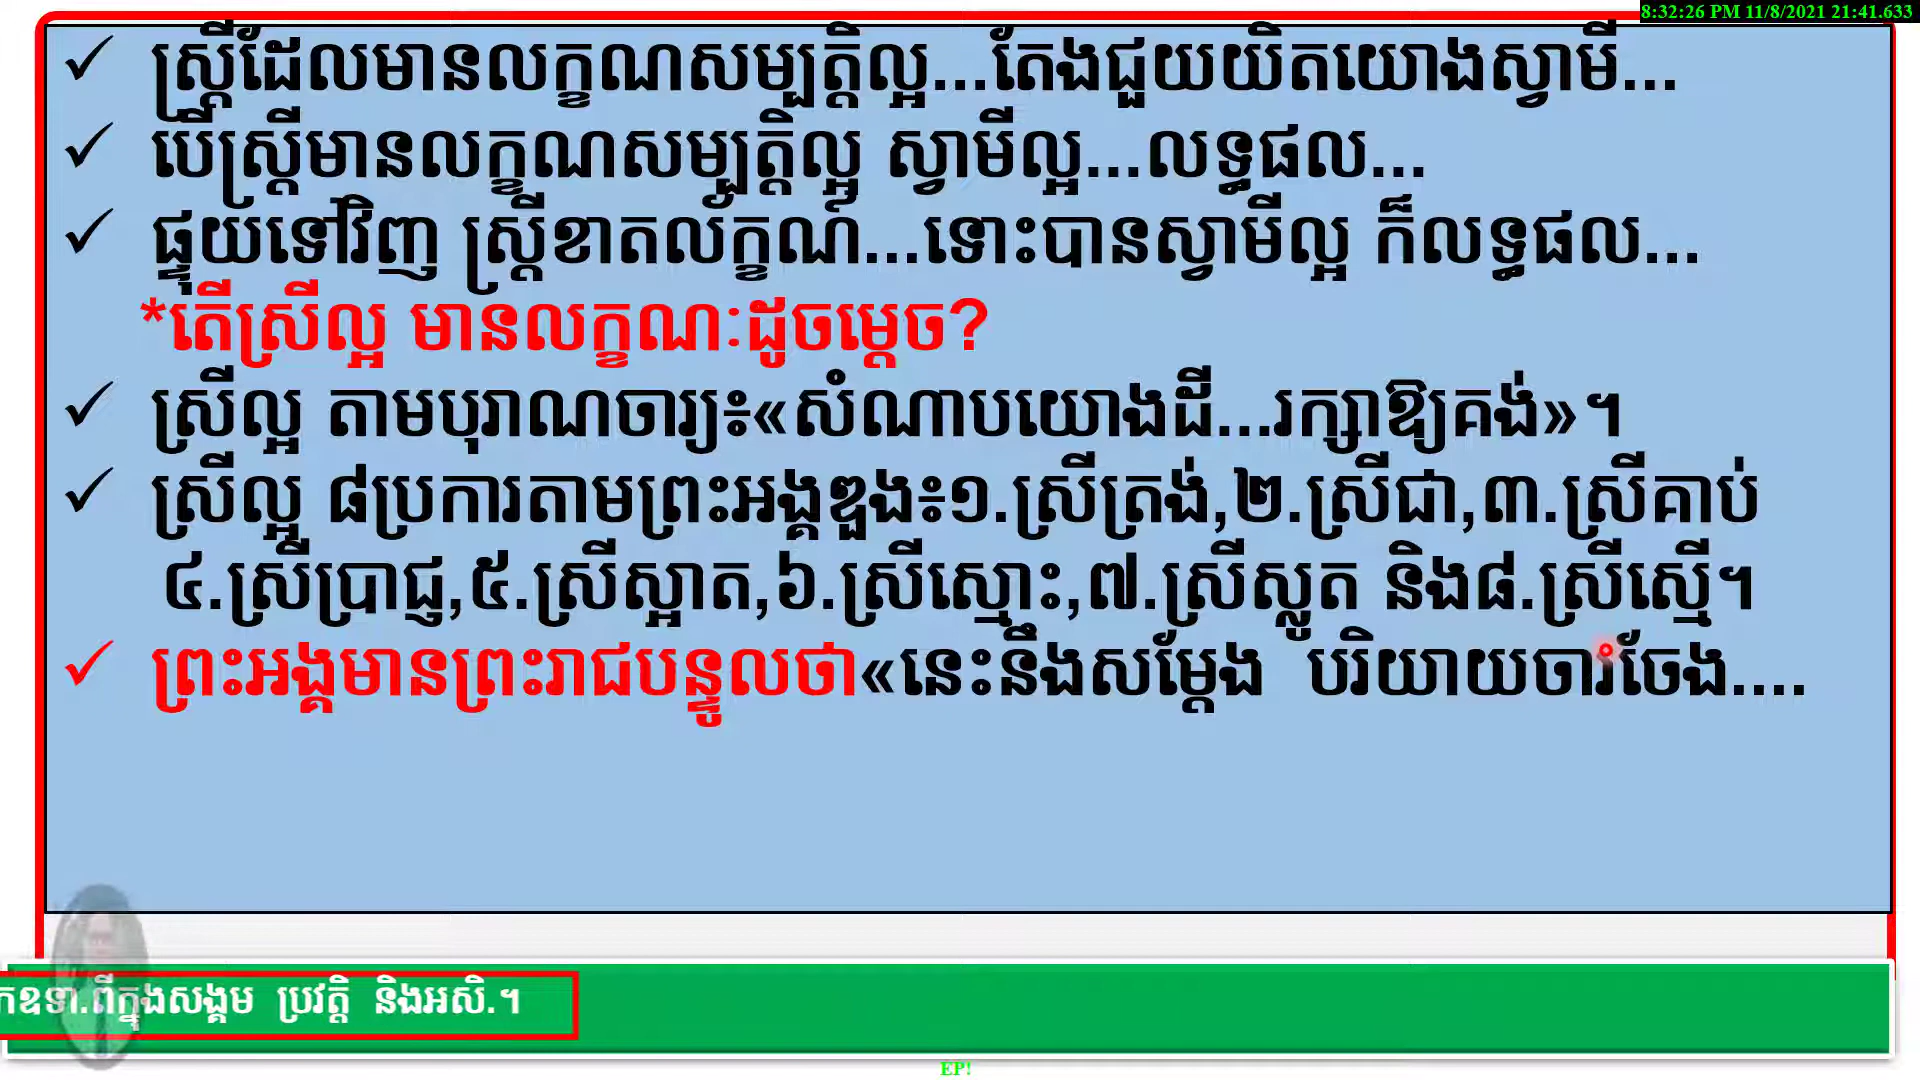 8:32:26 PM 11/8/2021 21:41.633
✓ ស្ត្រីដែលមានលក្ខណសម្បត្តិល្អ...តែងជួយយិតយោងស្វាមី...
✓ បើស្ត្រីមានលក្ខណសម្បត្តិល្អ ស្វាមីល្អ...លទ្ធផល...
✓ ផ្ទុយទៅវិញ ស្ត្រីខាតល័ក្ខណ៍...ទោះបានស្វាមីល្អ ក៏លទ្ធផល...
*តើស្រីល្អ មានលក្ខណៈដូចម្ដេច?
✓ ស្រីល្អ តាមបុរាណចារ្យ៖«សំណាបយោងដី...រក្សាឱ្យគង់»។
✓ ស្រីល្អ ៨ប្រការតាមព្រះអង្គឌួង៖១.ស្រីត្រង់,២.ស្រីជា,៣.ស្រីគាប់
៤.ស្រីប្រាជ្ញ,៥.ស្រីស្អាត,៦.ស្រីស្មោះ,៧.ស្រីស្លូត និង៨.ស្រីស្មើ។
✓ ព្រះអង្គមានព្រះរាជបន្ទូលថា«នេះនឹងសម្ដែង បរិយាយចារចែង....
កឧទា.ពីក្នុងសង្គម ប្រវត្តិ និងអសិ.។
EP!